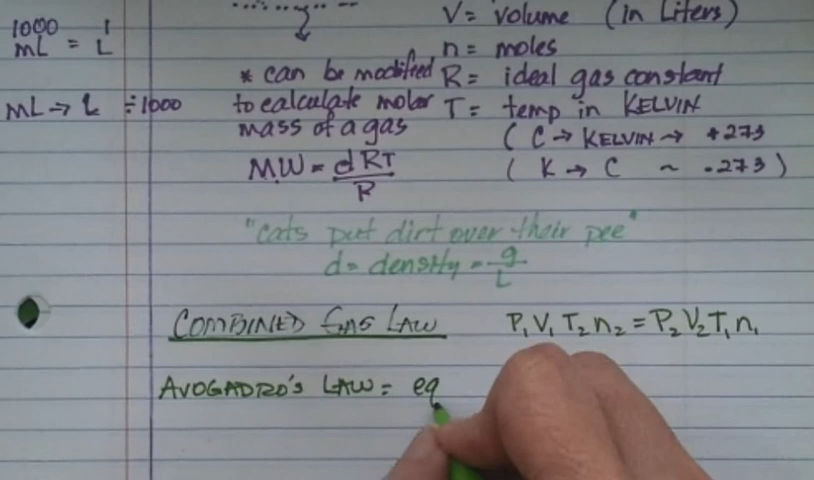 1000 1
mL = L
mL → L ÷1000
V = volume (in Liters)
n = moles
R = ideal gas constant
T = temp in KELVIN
( C → KELVIN → +273
( K → C ~ -273 )
* can be modified
to calculate molar
mass of a gas
MW = dRT
R
"cats put dirt over their pee"
d = density = g
L
COMBINED GAS LAW P₁V₁T₂n₂ = P₂V₂T₁n₁
AVOGADRO'S LAW = eq